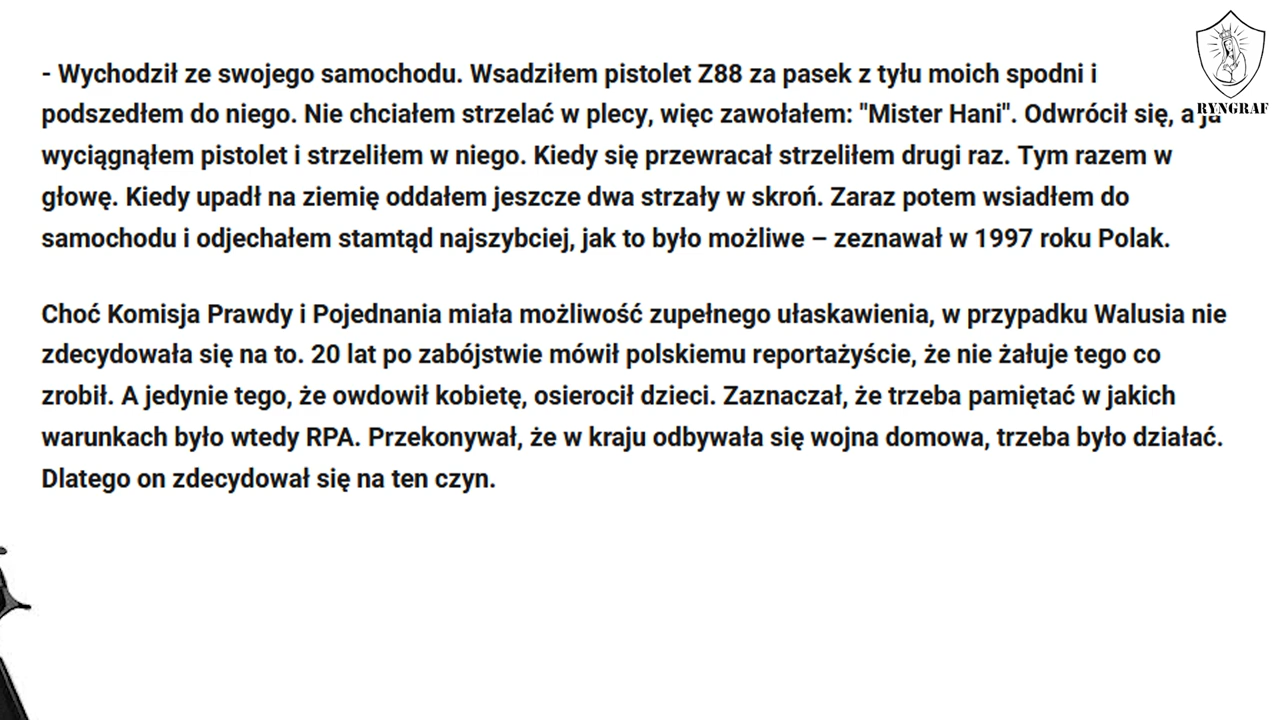 - Wychodził ze swojego samochodu. Wsadziłem pistolet Z88 za pasek z tyłu moich spodni i
podszedłem do niego. Nie chciałem strzelać w plecy, więc zawołałem: "Mister Hani". Odwrócił się, a ja
wyciągnąłem pistolet i strzeliłem w niego. Kiedy się przewracał strzeliłem drugi raz. Tym razem w
głowę. Kiedy upadł na ziemię oddałem jeszcze dwa strzały w skroń. Zaraz potem wsiadłem do
samochodu i odjechałem stamtąd najszybciej, jak to było możliwe – zeznawał w 1997 roku Polak.
Choć Komisja Prawdy i Pojednania miała możliwość zupełnego ułaskawienia, w przypadku Walusia nie
zdecydowała się na to. 20 lat po zabójstwie mówił polskiemu reportażyście, że nie żałuje tego co
zrobił. A jedynie tego, że owdowił kobietę, osierocił dzieci. Zaznaczał, że trzeba pamiętać w jakich
warunkach było wtedy RPA. Przekonywał, że w kraju odbywała się wojna domowa, trzeba było działać.
Dlatego on zdecydował się na ten czyn.
RYNGRAF